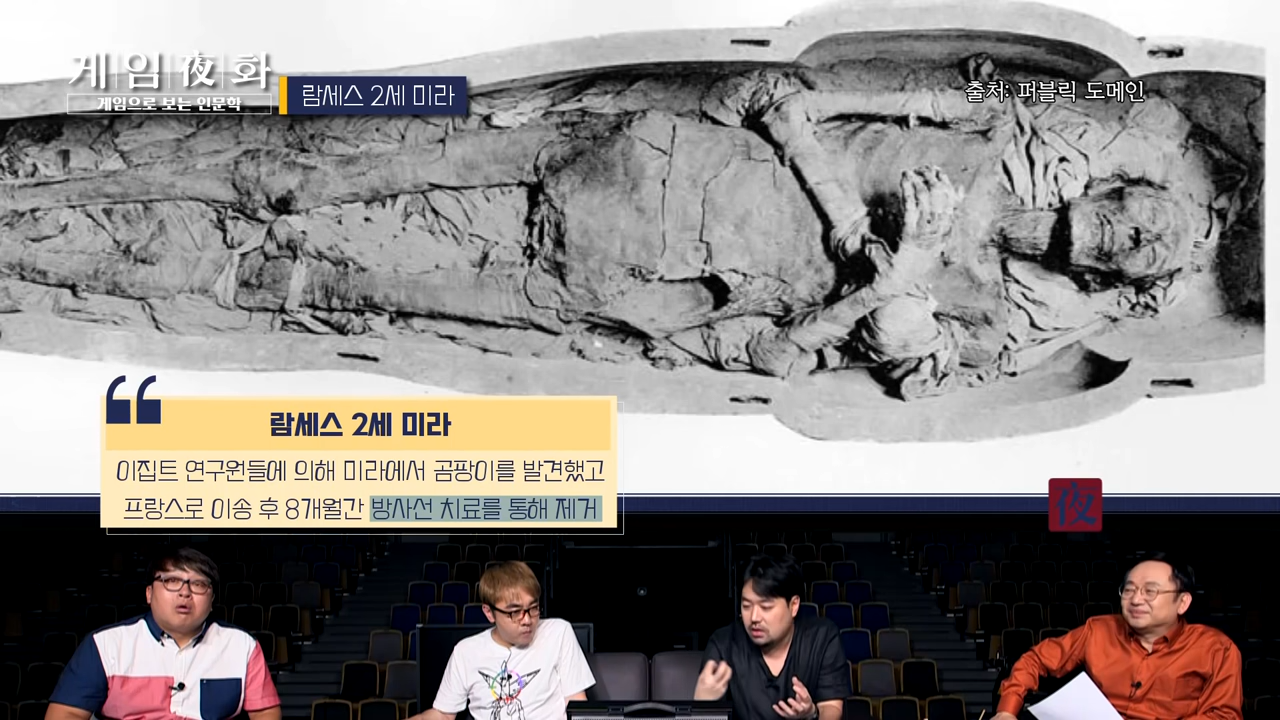 게임夜화
게임으로 보는 인문학
람세스 2세 미라
출처: 퍼블릭 도메인
람세스 2세 미라
이집트 연구원들에 의해 미라에서 곰팡이를 발견했고
프랑스로 이송 후 8개월간 방사선 치료를 통해 제거
夜